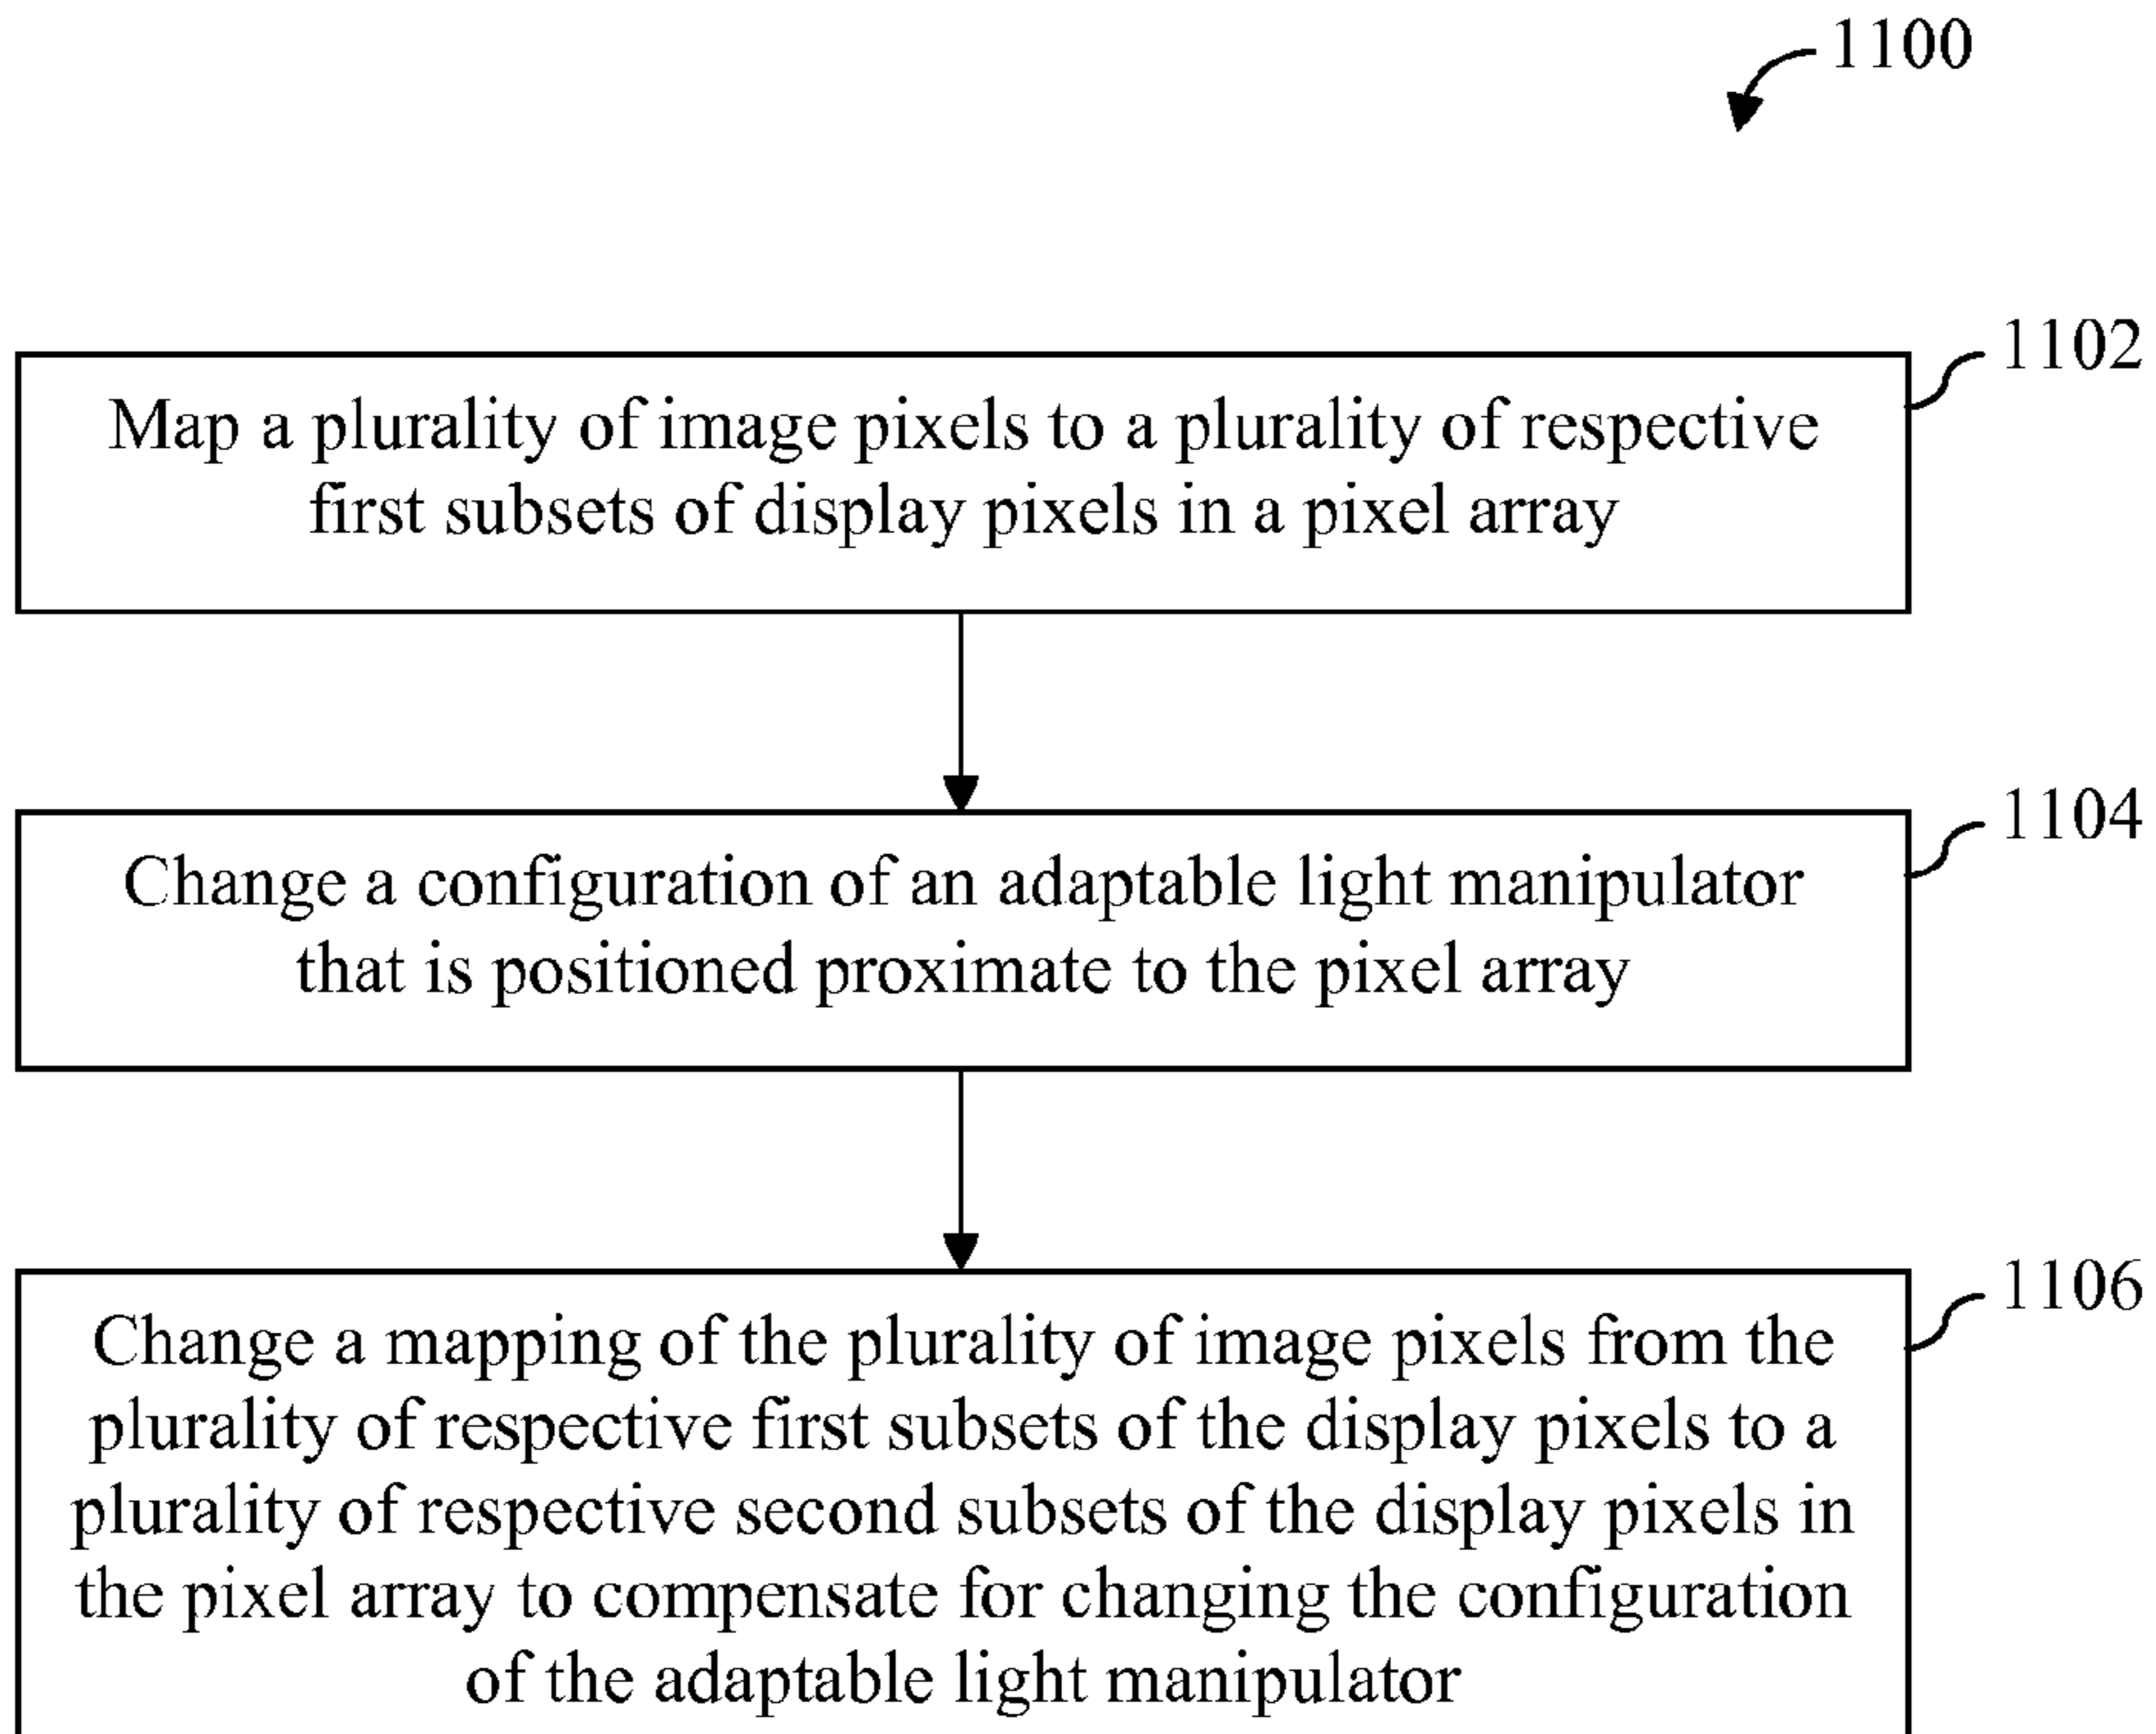 1100
1102
Map a plurality of image pixels to a plurality of respective
first subsets of display pixels in a pixel array
1104
Change a configuration of an adaptable light manipulator
that is positioned proximate to the pixel array
1106
Change a mapping of the plurality of image pixels from the
plurality of respective first subsets of the display pixels to a
plurality of respective second subsets of the display pixels in
the pixel array to compensate for changing the configuration
of the adaptable light manipulator